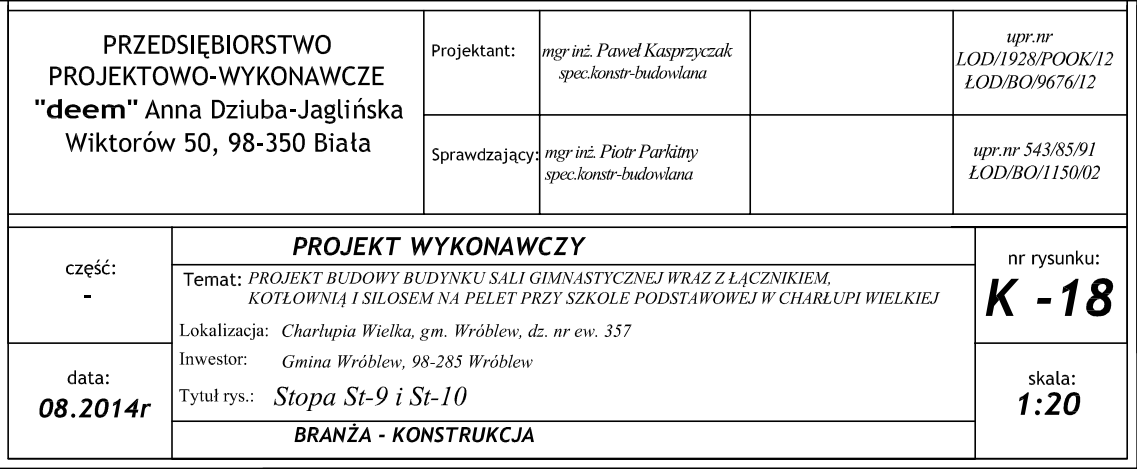 PRZEDSIĘBIORSTWO
PROJEKTOWO-WYKONAWCZE
"deem" Anna Dziuba-Jaglińska
Wiktorów 50, 98-350 Biała
Projektant:
mgr inż. Paweł Kasprzyczak
spec.konstr-budowlana
upr.nr
LOD/1928/POOK/12
ŁOD/BO/9676/12
Sprawdzający:
mgr inż. Piotr Parkitny
spec.konstr-budowlana
upr.nr 543/85/91
ŁOD/BO/1150/02
część:
-
data:
08.2014r
PROJEKT WYKONAWCZY
Temat: PROJEKT BUDOWY BUDYNKU SALI GIMNASTYCZNEJ WRAZ Z ŁĄCZNIKIEM,
KOTŁOWNIĄ I SILOSEM NA PELET PRZY SZKOLE PODSTAWOWEJ W CHARŁUPI WIELKIEJ
Lokalizacja: Charłupia Wielka, gm. Wróblew, dz. nr ew. 357
Inwestor: Gmina Wróblew, 98-285 Wróblew
Tytuł rys.: Stopa St-9 i St-10
BRANŻA - KONSTRUKCJA
nr rysunku:
K -18
skala:
1:20